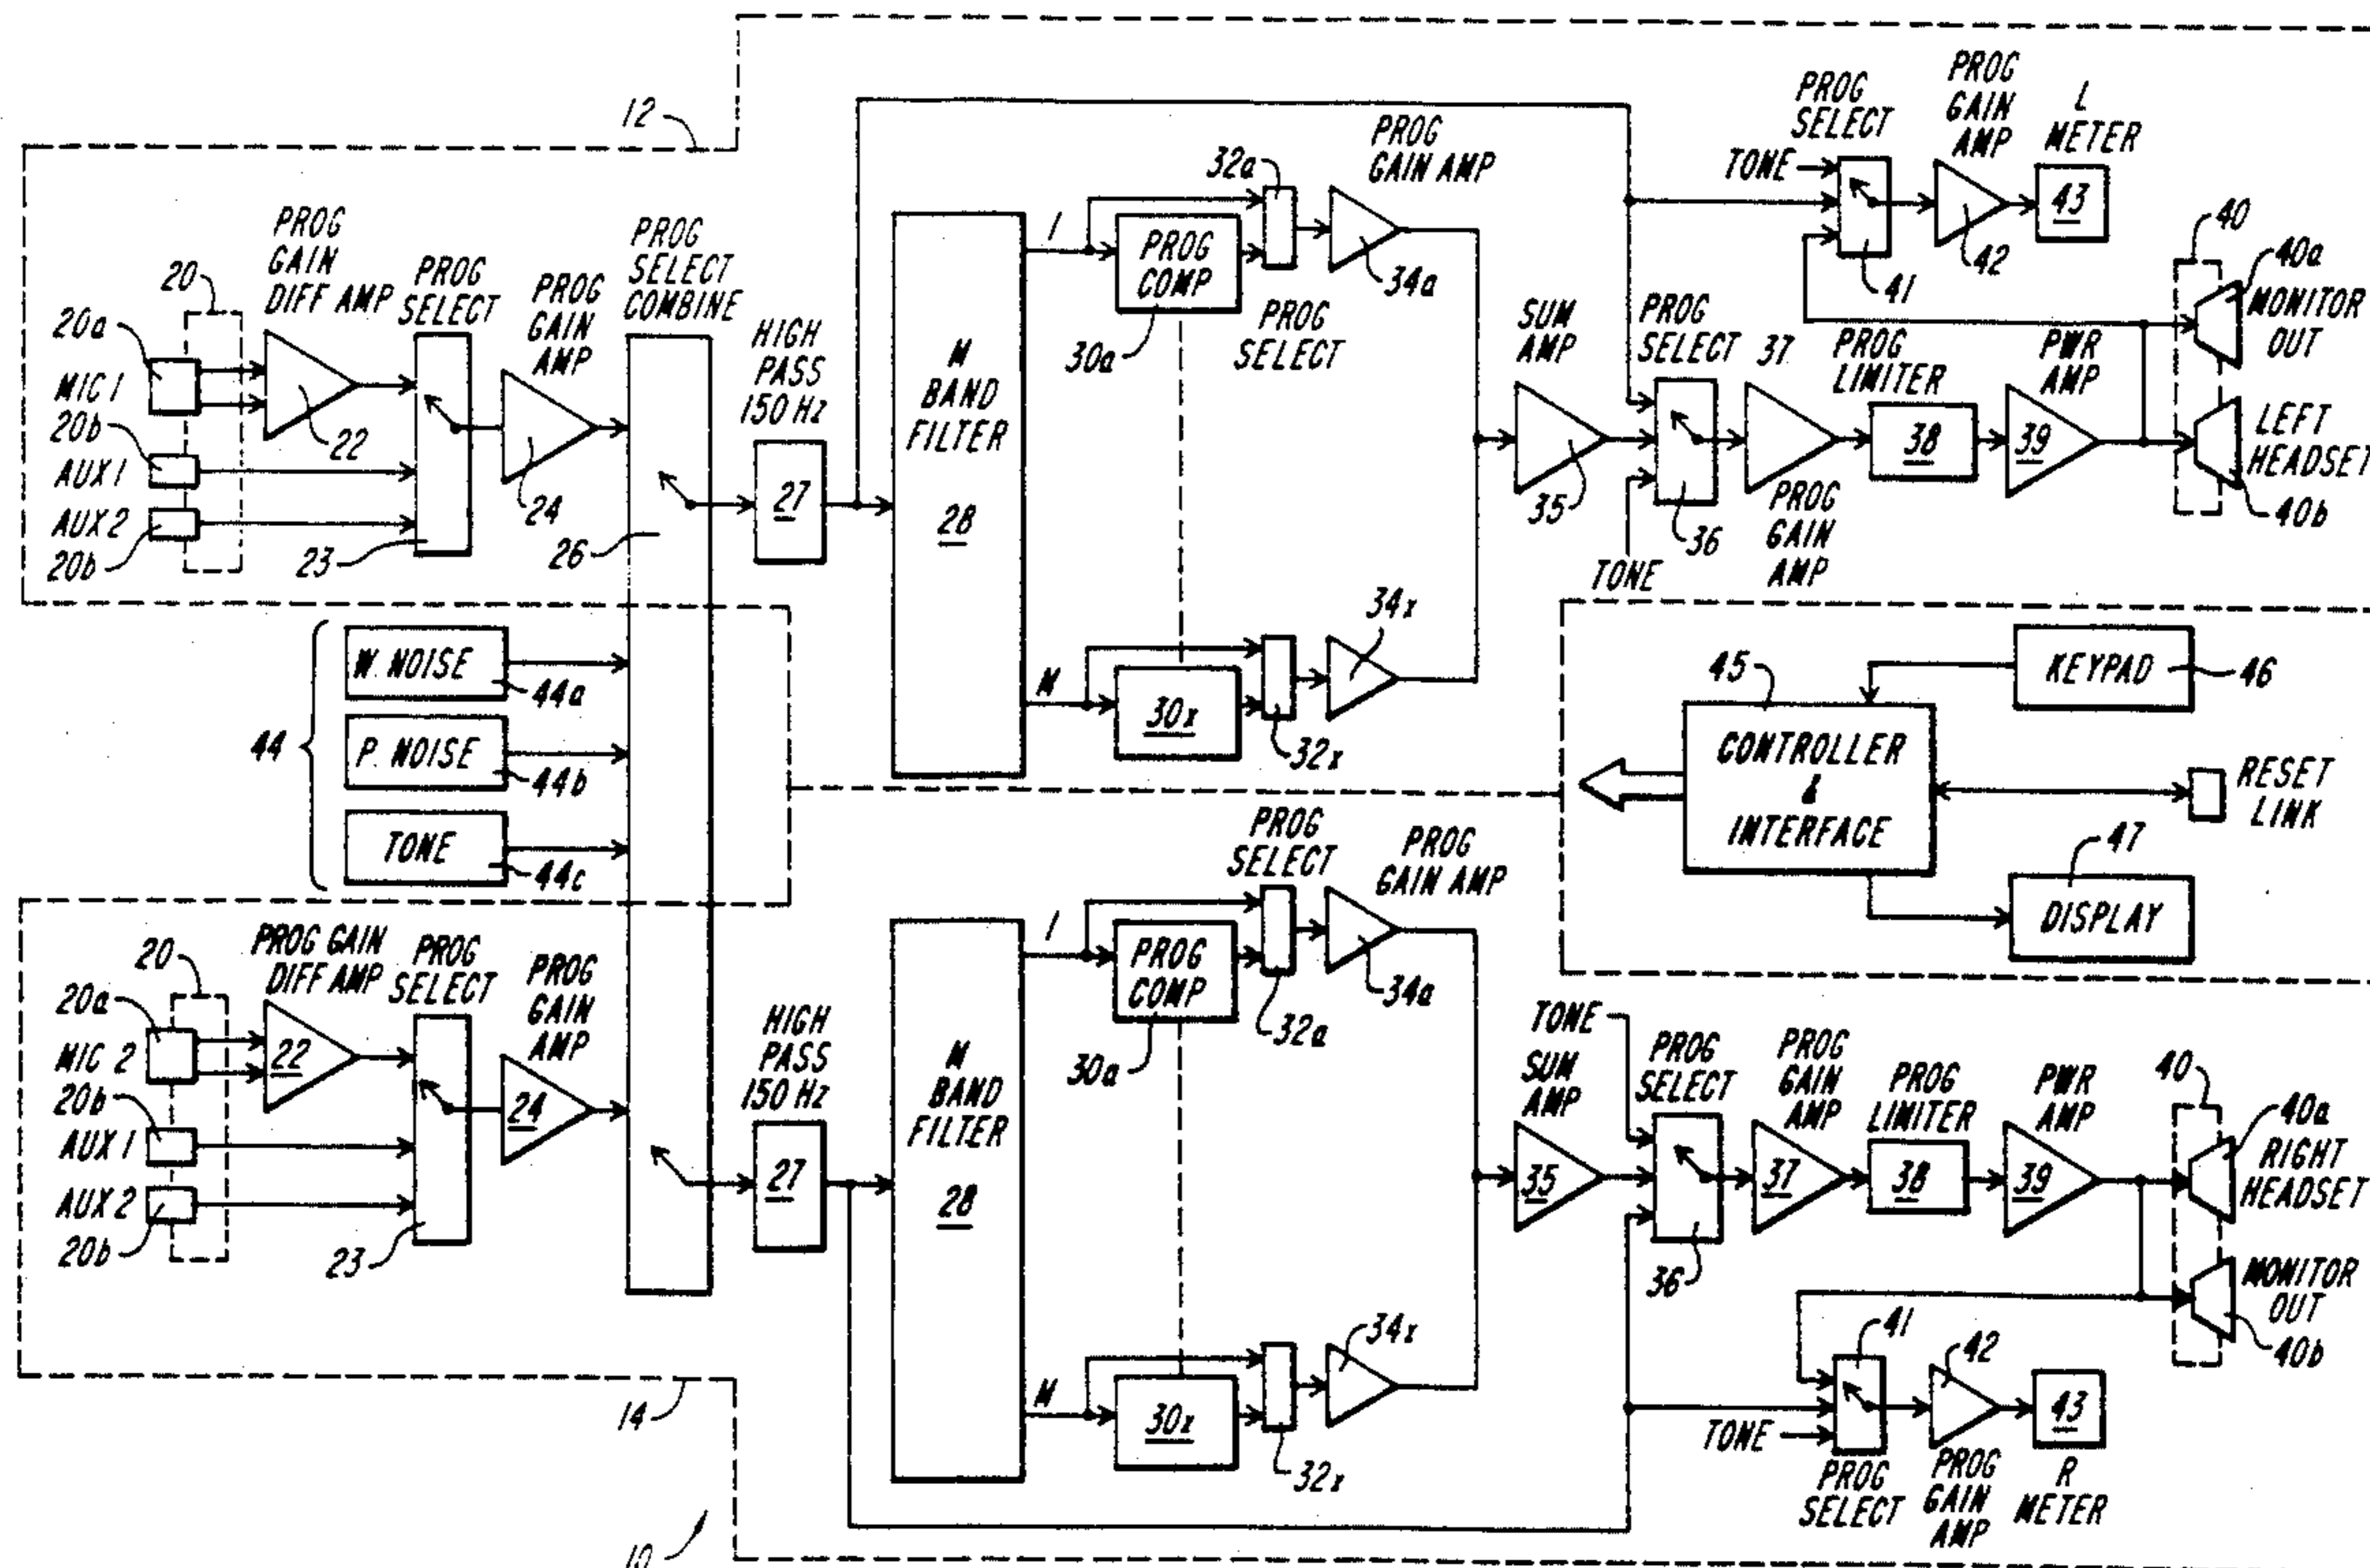 12
PROG
GAIN
DIFF AMP
20
20a
MIC 1
20b
AUX 1
AUX 2
20b
22
PROG
SELECT
23
PROG
GAIN
AMP
24
PROG
SELECT
COMBINE
26
HIGH
PASS
150 Hz
27
M
BAND
FILTER
28
1
M
PROG
COMP
30a
32a
PROG
SELECT
PROG
GAIN AMP
34a
30x
32x
34x
SUM
AMP
35
PROG
SELECT
36
TONE
37
PROG
GAIN
AMP
PROG
LIMITER
38
PWR
AMP
39
PROG
SELECT
TONE
41
PROG
GAIN
AMP
42
L
METER
43
40
40a
MONITOR
OUT
LEFT
HEADSET
40b
44
W. NOISE
44a
P. NOISE
44b
TONE
44c
45
CONTROLLER
&
INTERFACE
KEYPAD
46
RESET
LINK
47
DISPLAY
PROG GAIN
DIFF AMP
20
20a
MIC 2
20b
AUX 1
AUX 2
20b
22
PROG
SELECT
23
PROG
GAIN
AMP
24
HIGH
PASS
150 Hz
27
M
BAND
FILTER
28
1
M
PROG
COMP
30a
PROG
SELECT
32a
PROG
GAIN AMP
34a
30x
32x
34x
TONE
SUM
AMP
35
PROG
SELECT
36
PROG
GAIN
AMP
37
PROG
LIMITER
38
PWR
AMP
39
40
40a
RIGHT
HEADSET
MONITOR
OUT
40b
41
TONE
PROG
SELECT
42
PROG
GAIN
AMP
43
R
METER
14
10